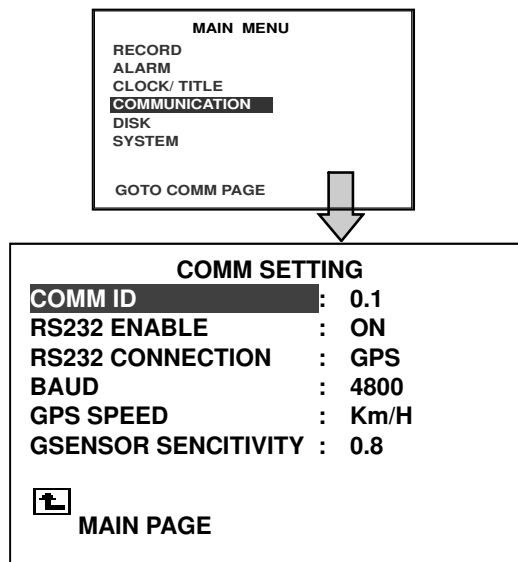 MAIN MENU
RECORD
ALARM
CLOCK/ TITLE
COMMUNICATION
DISK
SYSTEM
GOTO COMM PAGE
COMM SETTING
COMM ID : 0.1
RS232 ENABLE : ON
RS232 CONNECTION : GPS
BAUD : 4800
GPS SPEED : Km/H
GSENSOR SENCITIVITY : 0.8
MAIN PAGE